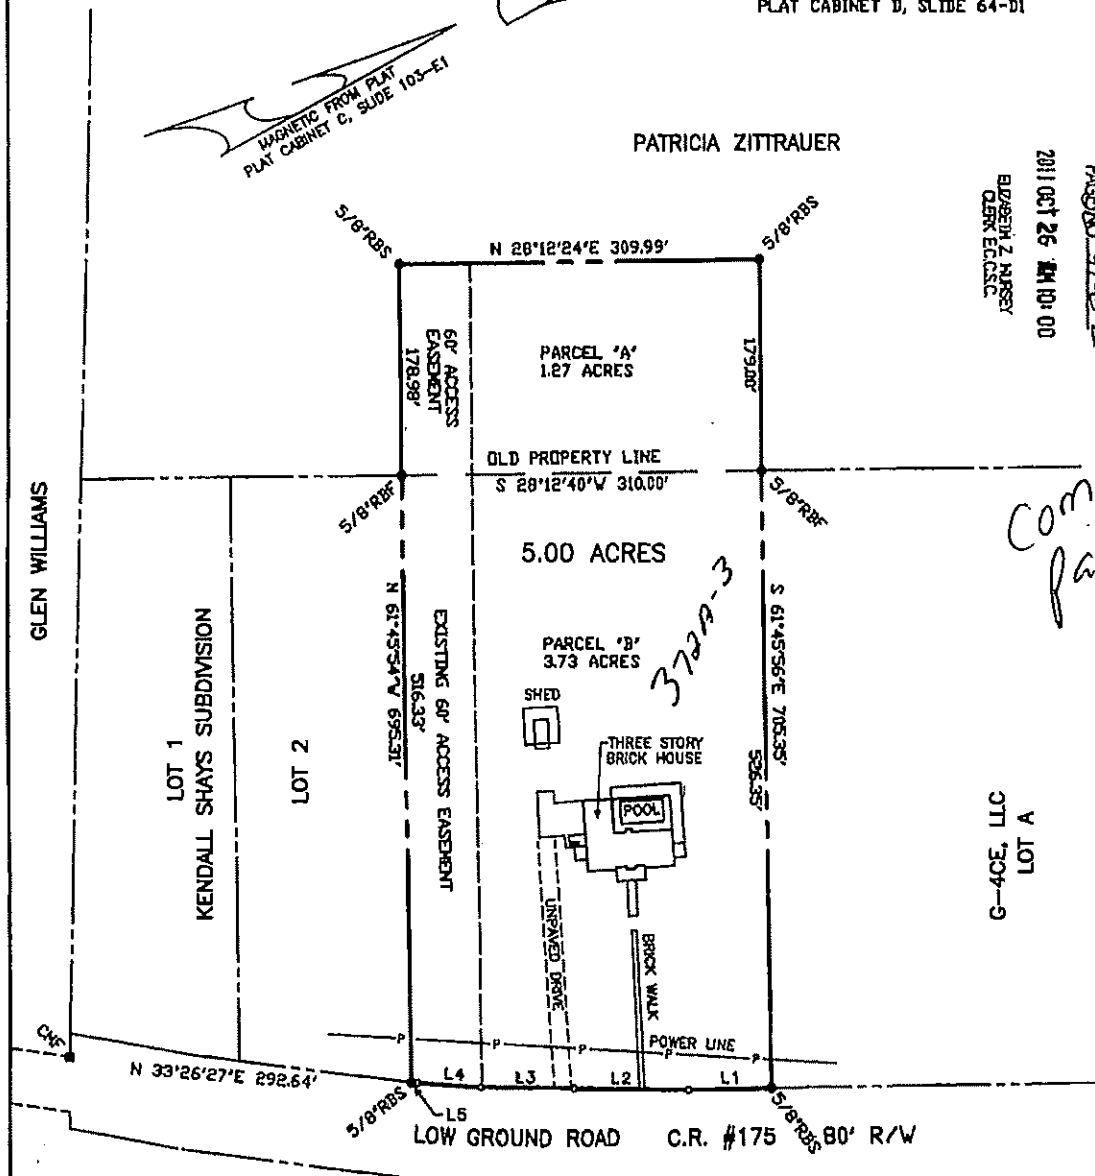 PLAT CABINET D, SLIDE 64-D1
MAGNETIC FROM PLAT
PLAT CABINET C, SLIDE 103-E1
PATRICIA ZITTRAUER
2011 OCT 26 AM 10:00
ELIZABETH Z. HURSEY
CLERK E.C.C.S.C.
5/8"RBS
N 28°12'24"E 309.99'
5/8"RBS
60' ACCESS
EASEMENT
178.98'
PARCEL "A"
1.27 ACRES
179.00'
OLD PROPERTY LINE
S 28°12'40"W 310.00'
5/8"RBF
5/8"RBF
GLEN WILLIAMS
5.00 ACRES
Com
372A-3
LOT 1
KENDALL SHAYS SUBDIVISION
LOT 2
N 61°45'54"W 695.31'
516.33'
EXISTING 60' ACCESS EASEMENT
PARCEL "B"
3.73 ACRES
S 61°45'56"E 705.35'
526.35'
SHED
THREE STORY
BRICK HOUSE
POOL
G-4CE, LLC
LOT A
UNPAVED DRIVE
BRICK WALK
CMF
P P P P P
POWER LINE
N 33°26'27"E 292.64'
L4 L3 L2 L1
5/8"RBS
L5
5/8"RBS
LOW GROUND ROAD C.R. #175 80' R/W